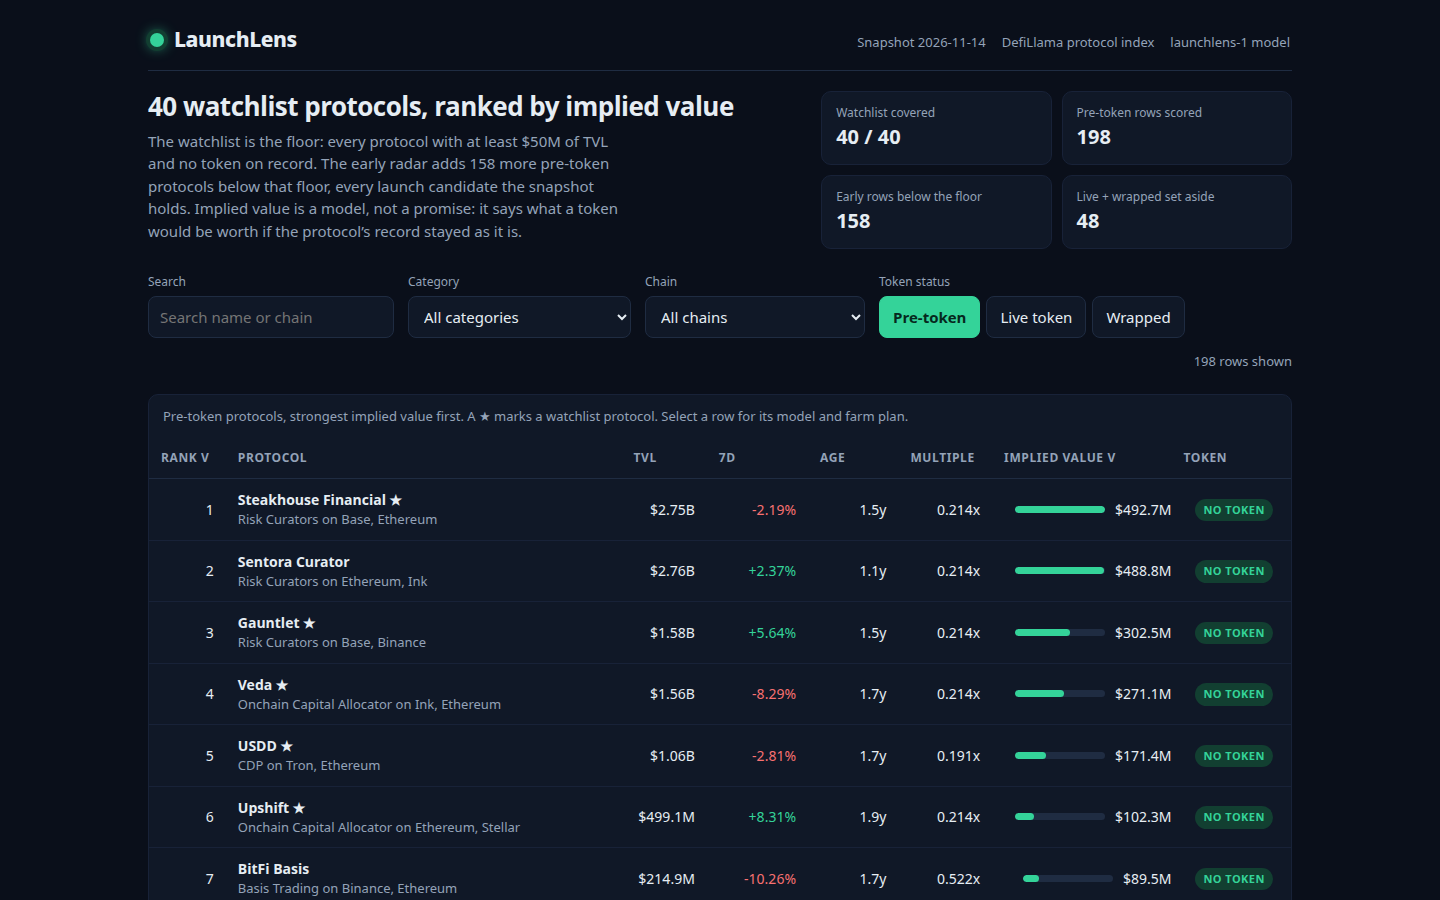 LaunchLens
Snapshot 2026-11-14 DefiLlama protocol index launchlens-1 model
40 watchlist protocols, ranked by implied value
The watchlist is the floor: every protocol with at least $50M of TVL
and no token on record. The early radar adds 158 more pre-token
protocols below that floor, every launch candidate the snapshot
holds. Implied value is a model, not a promise: it says what a token
would be worth if the protocol's record stayed as it is.
Watchlist covered
40 / 40
Pre-token rows scored
198
Early rows below the floor
158
Live + wrapped set aside
48
Search
Search name or chain
Category
All categories
Chain
All chains
Token status
Pre-token Live token Wrapped
198 rows shown
Pre-token protocols, strongest implied value first. A ★ marks a watchlist protocol. Select a row for its model and farm plan.
RANK V PROTOCOL TVL 7D AGE MULTIPLE IMPLIED VALUE V TOKEN
1 Steakhouse Financial ★ $2.75B -2.19% 1.5y 0.214x $492.7M NO TOKEN
Risk Curators on Base, Ethereum
2 Sentora Curator $2.76B +2.37% 1.1y 0.214x $488.8M NO TOKEN
Risk Curators on Ethereum, Ink
3 Gauntlet ★ $1.58B +5.64% 1.5y 0.214x $302.5M NO TOKEN
Risk Curators on Base, Binance
4 Veda ★ $1.56B -8.29% 1.7y 0.214x $271.1M NO TOKEN
Onchain Capital Allocator on Ink, Ethereum
5 USDD ★ $1.06B -2.81% 1.7y 0.191x $171.4M NO TOKEN
CDP on Tron, Ethereum
6 Upshift ★ $499.1M +8.31% 1.9y 0.214x $102.3M NO TOKEN
Onchain Capital Allocator on Ethereum, Stellar
7 BitFi Basis $214.9M -10.26% 1.7y 0.522x $89.5M NO TOKEN
Basis Trading on Binance, Ethereum